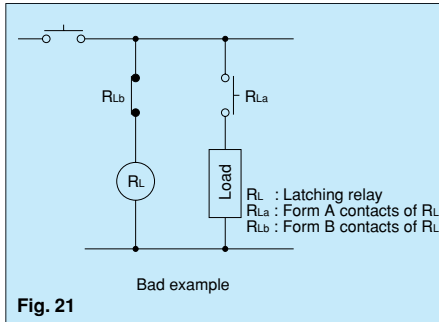 RLb
RLa
RL
Load
RL : Latching relay
RLa : Form A contacts of RL
RLb : Form B contacts of RL
Bad example
Fig. 21